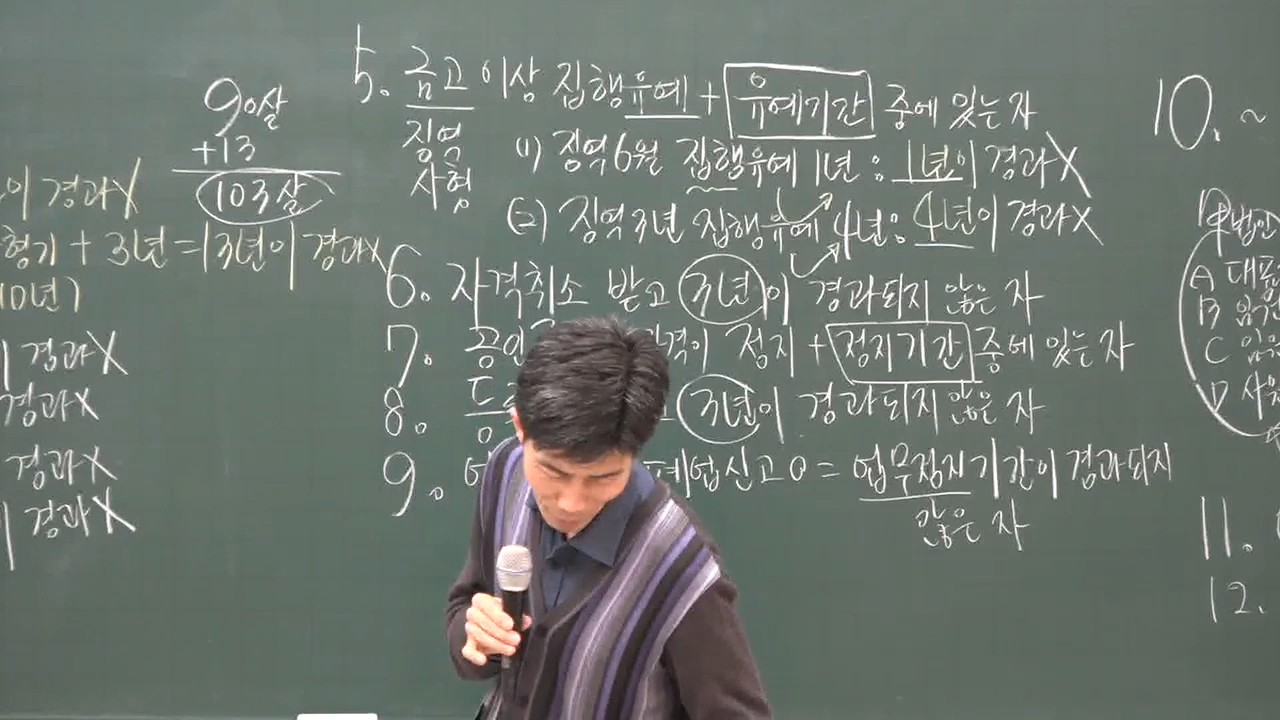 90살
+13
103살
이 경과X
형기 + 3년 = 13년이 경과X
10년)
경과X
경과X
경과X
경과X
5. 금고 이상 집행유예 + 유예기간 중에 있는 자
징역
사형
(1) 징역6월 집행유예 1년 : 1년이 경과X
(2) 징역3년 집행유예 4년 : 4년이 경과X
6. 자격취소 받고 3년이 경과되지 않은 자
7. 공인 격이 정지 + 정지기간 중에 있는 자
8. 3년이 경과되지 않은 자
9. 폐업신고 0 = 업무정지기간이 경과되지
않은 자
10. ~
법인
A 대표
B 임
C
D 사
11.
12.